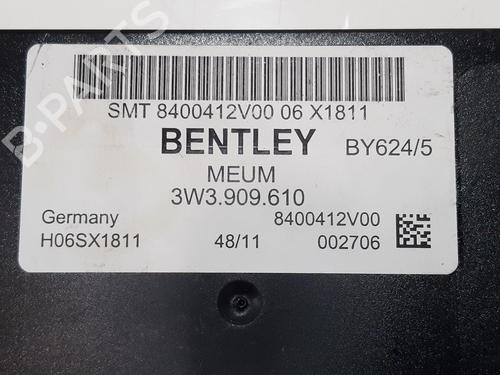 SMT 8400412V00 06 X1811
BENTLEY BY624/5
MEUM
3W3.909.610
Germany 8400412V00
H06SX1811 48/11 002706
B-PARTS